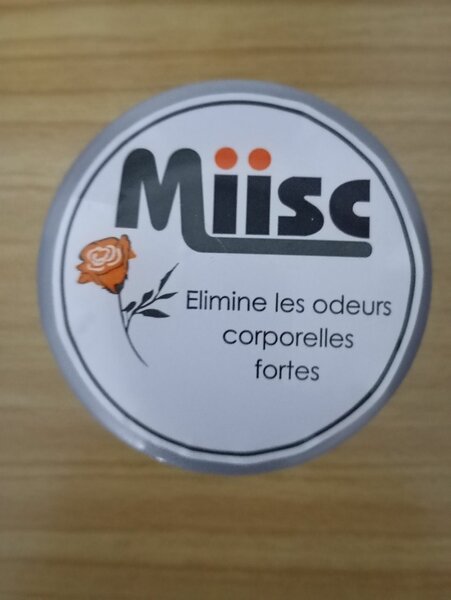 Miisc
Elimine les odeurs
corporelles
fortes